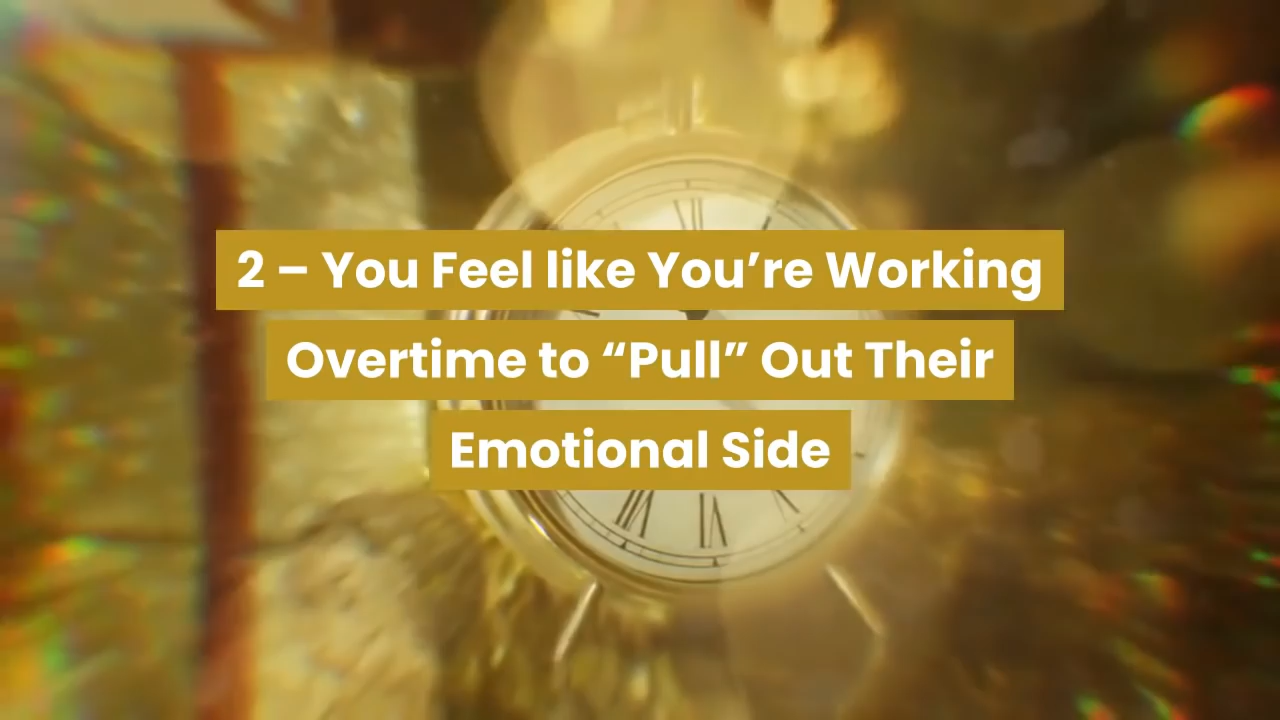 2 – You Feel like You’re Working
Overtime to “Pull” Out Their
Emotional Side